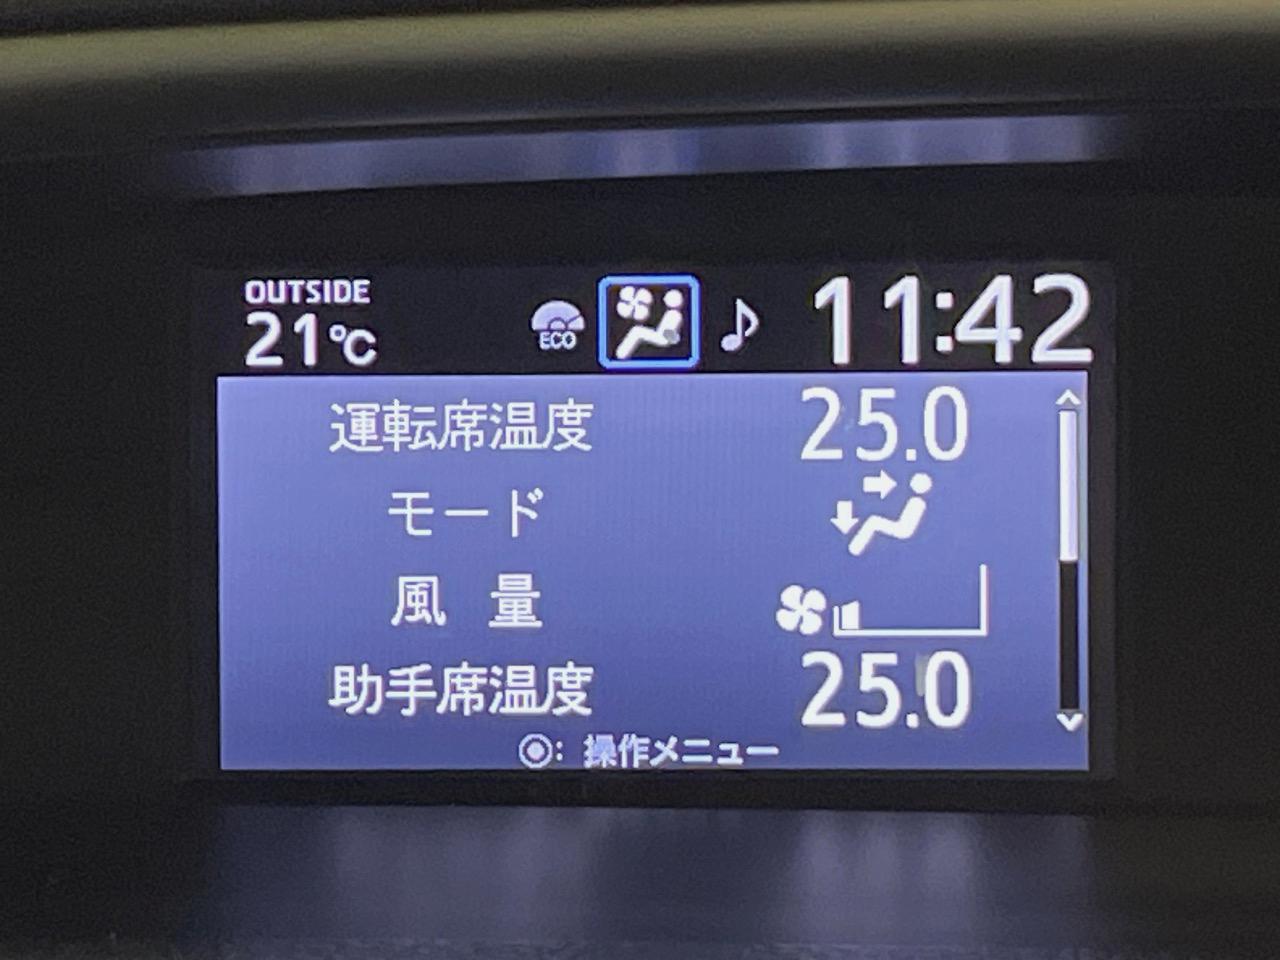 OUTSIDE
21℃
ECO
11:42
運転席温度 25.0
モード
風 量
助手席温度 25.0
◉: 操作メニュー